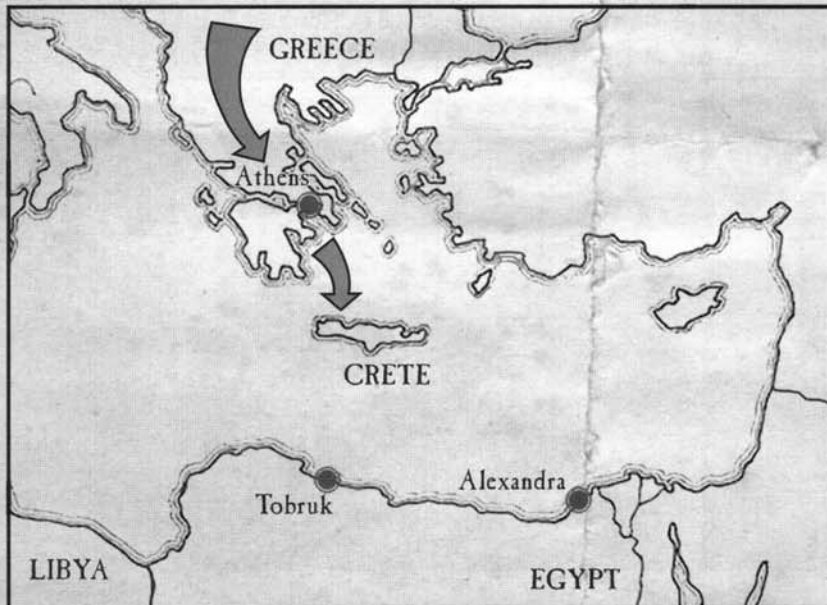 GREECE
Athens
CRETE
Tobruk
Alexandra
LIBYA
EGYPT